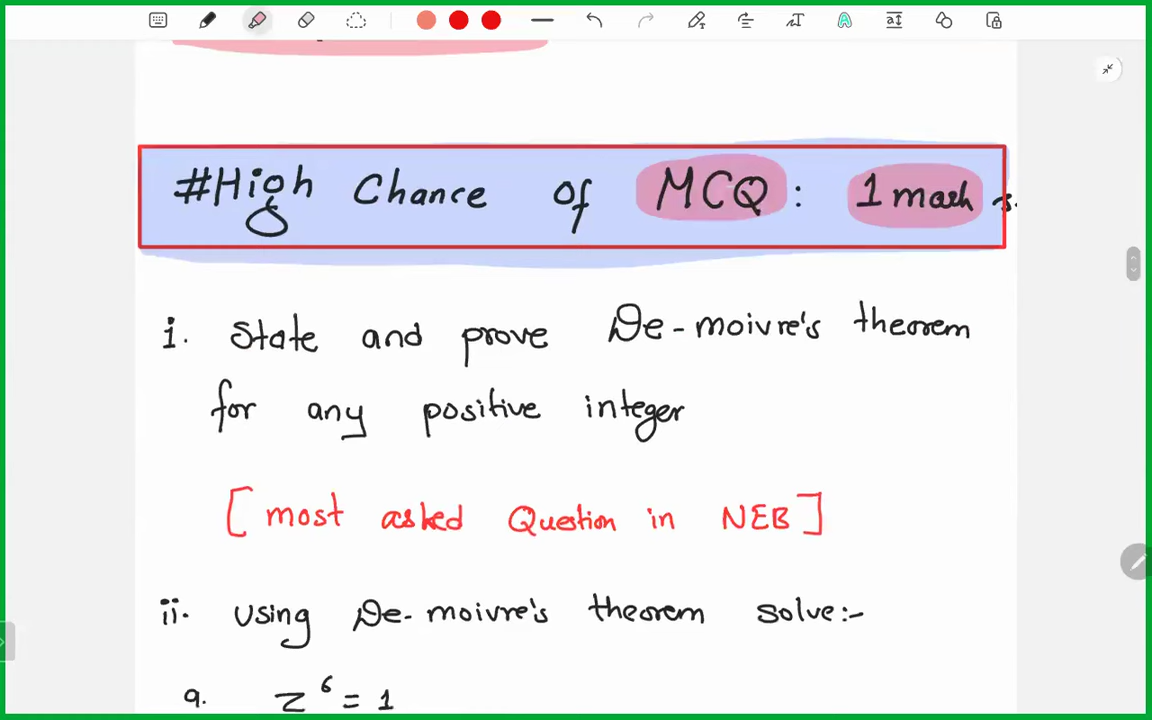 #High Chance of MCQ: 1 mark s.
i. State and prove De-moivre's theorem
for any positive integer
[most asked Question in NEB]
ii. using De-moivre's theorem solve:-
a. z^6 = 1